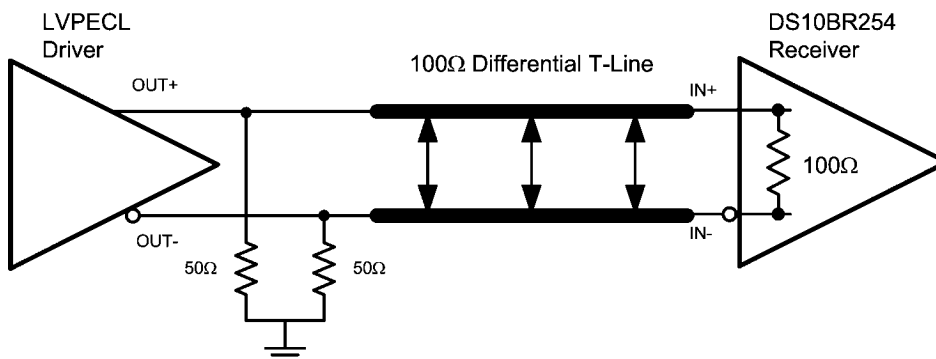 LVPECL
Driver
DS10BR254
Receiver
100Ω Differential T-Line
OUT+
IN+
100Ω
OUT-
IN-
50Ω
50Ω